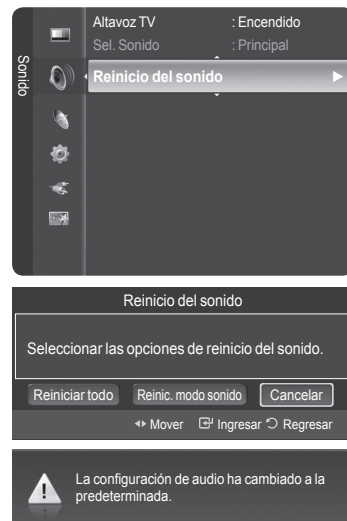 Sonido
Altavoz TV : Encendido
Sel. Sonido : Principal
Reinicio del sonido
Reinicio del sonido
Seleccionar las opciones de reinicio del sonido.
Reiniciar todo Reinic. modo sonido Cancelar
Mover Ingresar Regresar
La configuración de audio ha cambiado a la
predeterminada.